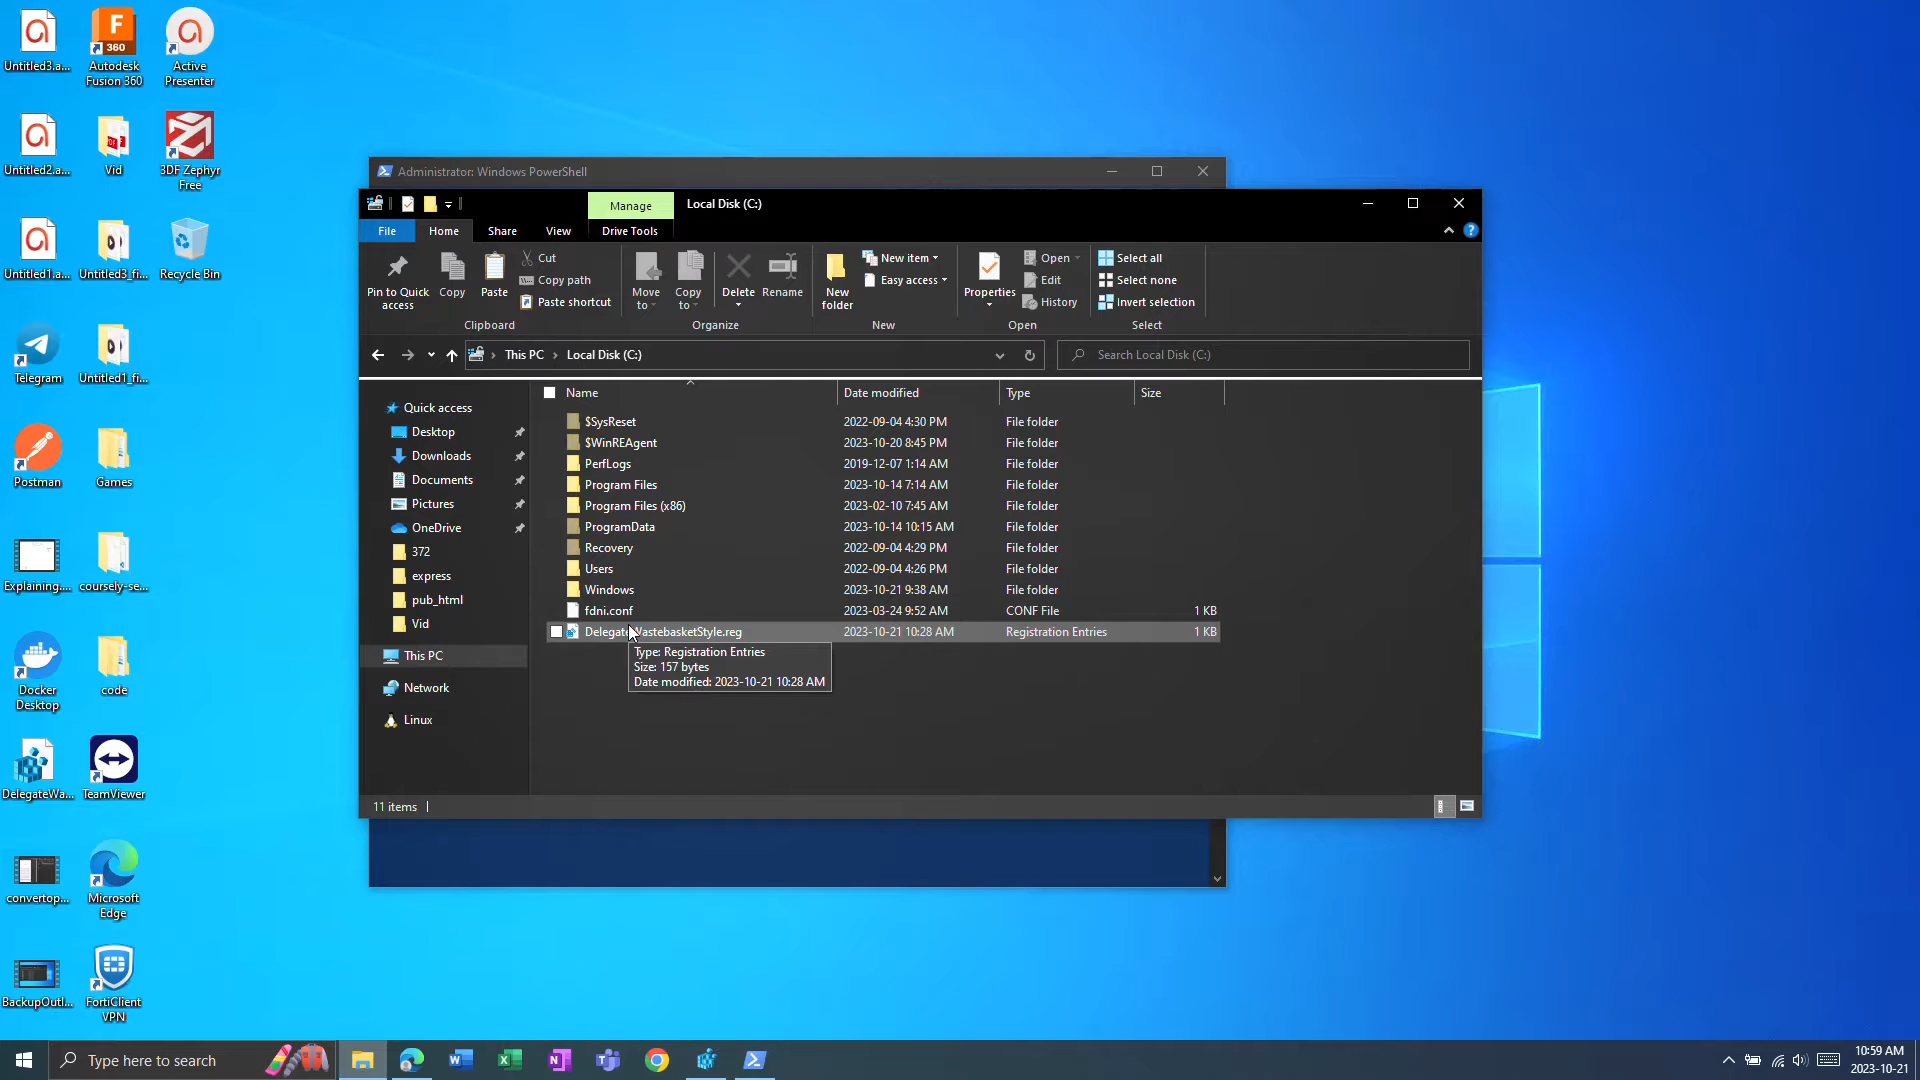 Untitled3.a...
Autodesk
Fusion 360
Active
Presenter
Untitled2.a...
Vid
3DF Zephyr
Free
Untitled1.a...
Untitled3_fi...
Recycle Bin
Telegram
Untitled1_fi...
Postman
Games
Explaining....
coursely-se...
Docker
Desktop
code
DelegateWa...
TeamViewer
convertop...
Microsoft
Edge
BackupOutl...
FortiClient
VPN
F
360
Administrator: Windows PowerShell
Manage
Local Disk (C:)
File
Home
Share
View
Drive Tools
Pin to Quick
access
Copy
Paste
Cut
Copy path
Paste shortcut
Clipboard
Move
to
Copy
to
Delete
Rename
Organize
New
folder
New item
Easy access
New
Properties
Open
Edit
History
Open
Select all
Select none
Invert selection
Select
This PC
Local Disk (C:)
Search Local Disk (C:)
Quick access
Desktop
Downloads
Documents
Pictures
OneDrive
372
express
pub_html
Vid
This PC
Network
Linux
Name Date modified Type Size
$SysReset 2022-09-04 4:30 PM File folder
$WinREAgent 2023-10-20 8:45 PM File folder
PerfLogs 2019-12-07 1:14 AM File folder
Program Files 2023-10-14 7:14 AM File folder
Program Files (x86) 2023-02-10 7:45 AM File folder
ProgramData 2023-10-14 10:15 AM File folder
Recovery 2022-09-04 4:29 PM File folder
Users 2022-09-04 4:26 PM File folder
Windows 2023-10-21 9:38 AM File folder
fdni.conf 2023-03-24 9:52 AM CONF File 1 KB
DelegateWastebasketStyle.reg 2023-10-21 10:28 AM Registration Entries 1 KB
Type: Registration Entries
Size: 157 bytes
Date modified: 2023-10-21 10:28 AM
11 items
Type here to search
10:59 AM
2023-10-21